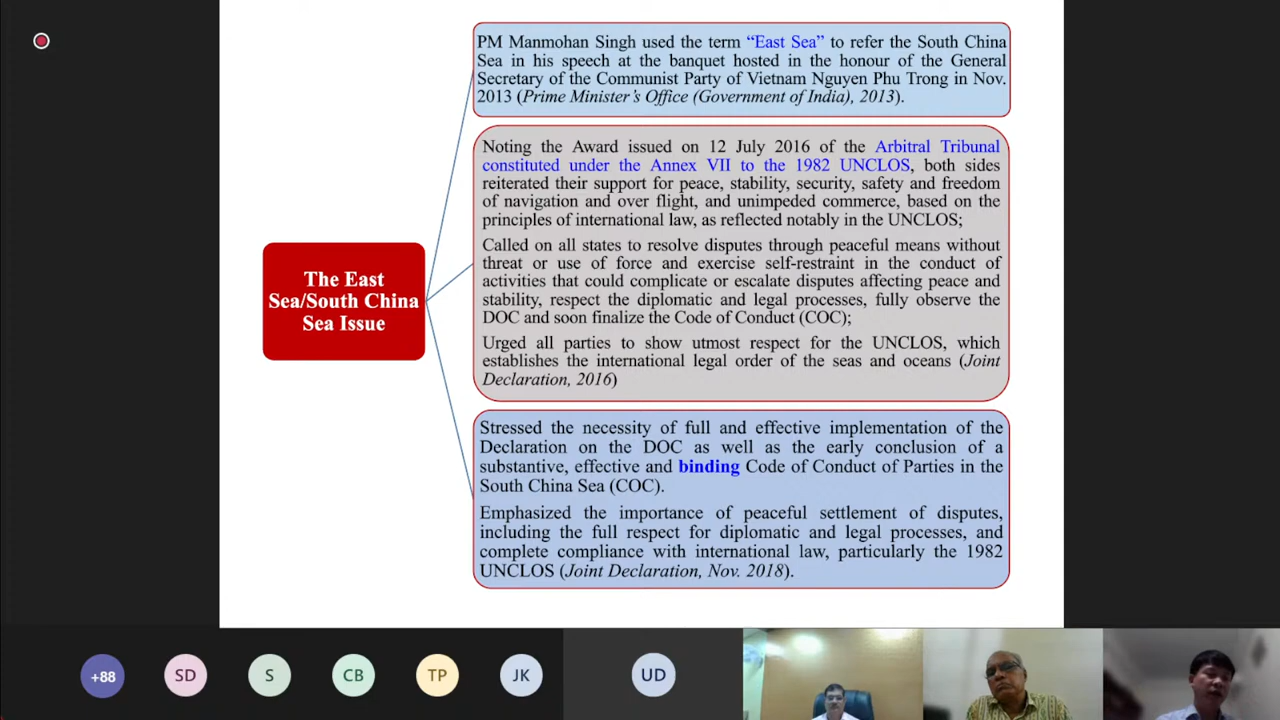 PM Manmohan Singh used the term “East Sea” to refer the South China
Sea in his speech at the banquet hosted in the honour of the General
Secretary of the Communist Party of Vietnam Nguyen Phu Trong in Nov.
2013 (Prime Minister’s Office (Government of India), 2013).
Noting the Award issued on 12 July 2016 of the Arbitral Tribunal
constituted under the Annex VII to the 1982 UNCLOS, both sides
reiterated their support for peace, stability, security, safety and freedom
of navigation and over flight, and unimpeded commerce, based on the
principles of international law, as reflected notably in the UNCLOS;
Called on all states to resolve disputes through peaceful means without
threat or use of force and exercise self-restraint in the conduct of
activities that could complicate or escalate disputes affecting peace and
stability, respect the diplomatic and legal processes, fully observe the
DOC and soon finalize the Code of Conduct (COC);
Urged all parties to show utmost respect for the UNCLOS, which
establishes the international legal order of the seas and oceans (Joint
Declaration, 2016)
The East
Sea/South China
Sea Issue
Stressed the necessity of full and effective implementation of the
Declaration on the DOC as well as the early conclusion of a
substantive, effective and binding Code of Conduct of Parties in the
South China Sea (COC).
Emphasized the importance of peaceful settlement of disputes,
including the full respect for diplomatic and legal processes, and
complete compliance with international law, particularly the 1982
UNCLOS (Joint Declaration, Nov. 2018).
+88 SD S CB TP JK UD